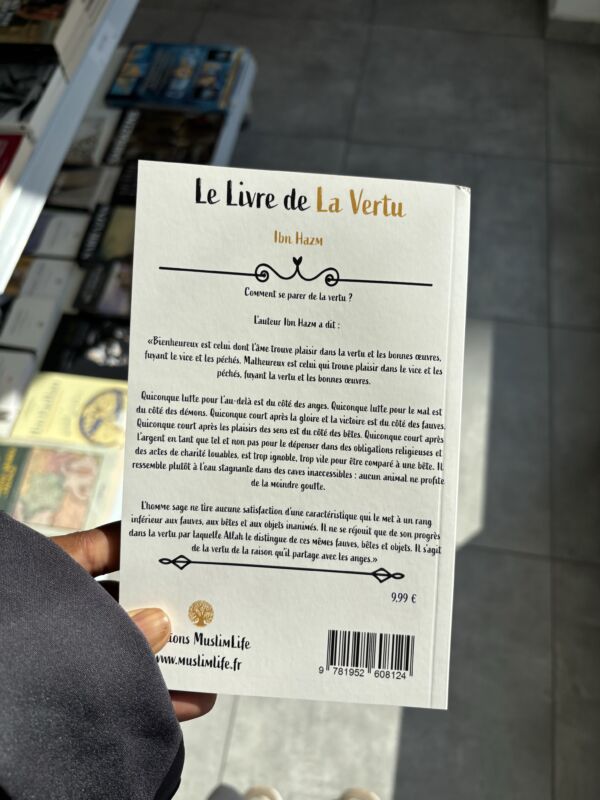 Le Livre de La Vertu
Ibn Hazm
Comment se parer de la vertu ?
L'auteur Ibn Hazm a dit :
«Bienheureux est celui dont l'âme trouve plaisir dans la vertu et les bonnes œuvres,
fuyant le vice et les péchés. Malheureux est celui qui trouve plaisir dans le vice et les
péchés, fuyant la vertu et les bonnes œuvres.
Quiconque lutte pour l'au-delà est du côté des anges. Quiconque lutte pour le mal est
du côté des démons. Quiconque court après la gloire et la victoire est du côté des fauves.
Quiconque court après les plaisirs des sens est du côté des bêtes. Quiconque court après
l'argent en tant que tel et non pas pour le dépenser dans des obligations religieuses et
des actes de charité louables, est trop ignoble, trop vile pour être comparé à une bête. Il
ressemble plutôt à l'eau stagnante dans des caves inaccessibles : aucun animal ne profite
de la moindre goutte.
L'homme sage ne tire aucune satisfaction d'une caractéristique qui le met à un rang
inférieur aux fauves, aux bêtes et aux objets inanimés. Il ne se réjouit que de son progrès
dans la vertu par laquelle Allah le distingue de ces mêmes fauves, bêtes et objets. Il s'agit
de la vertu de la raison qu'il partage avec les anges.»
9,99 €
tions MuslimLife
www.muslimlife.fr
9 781952 608124